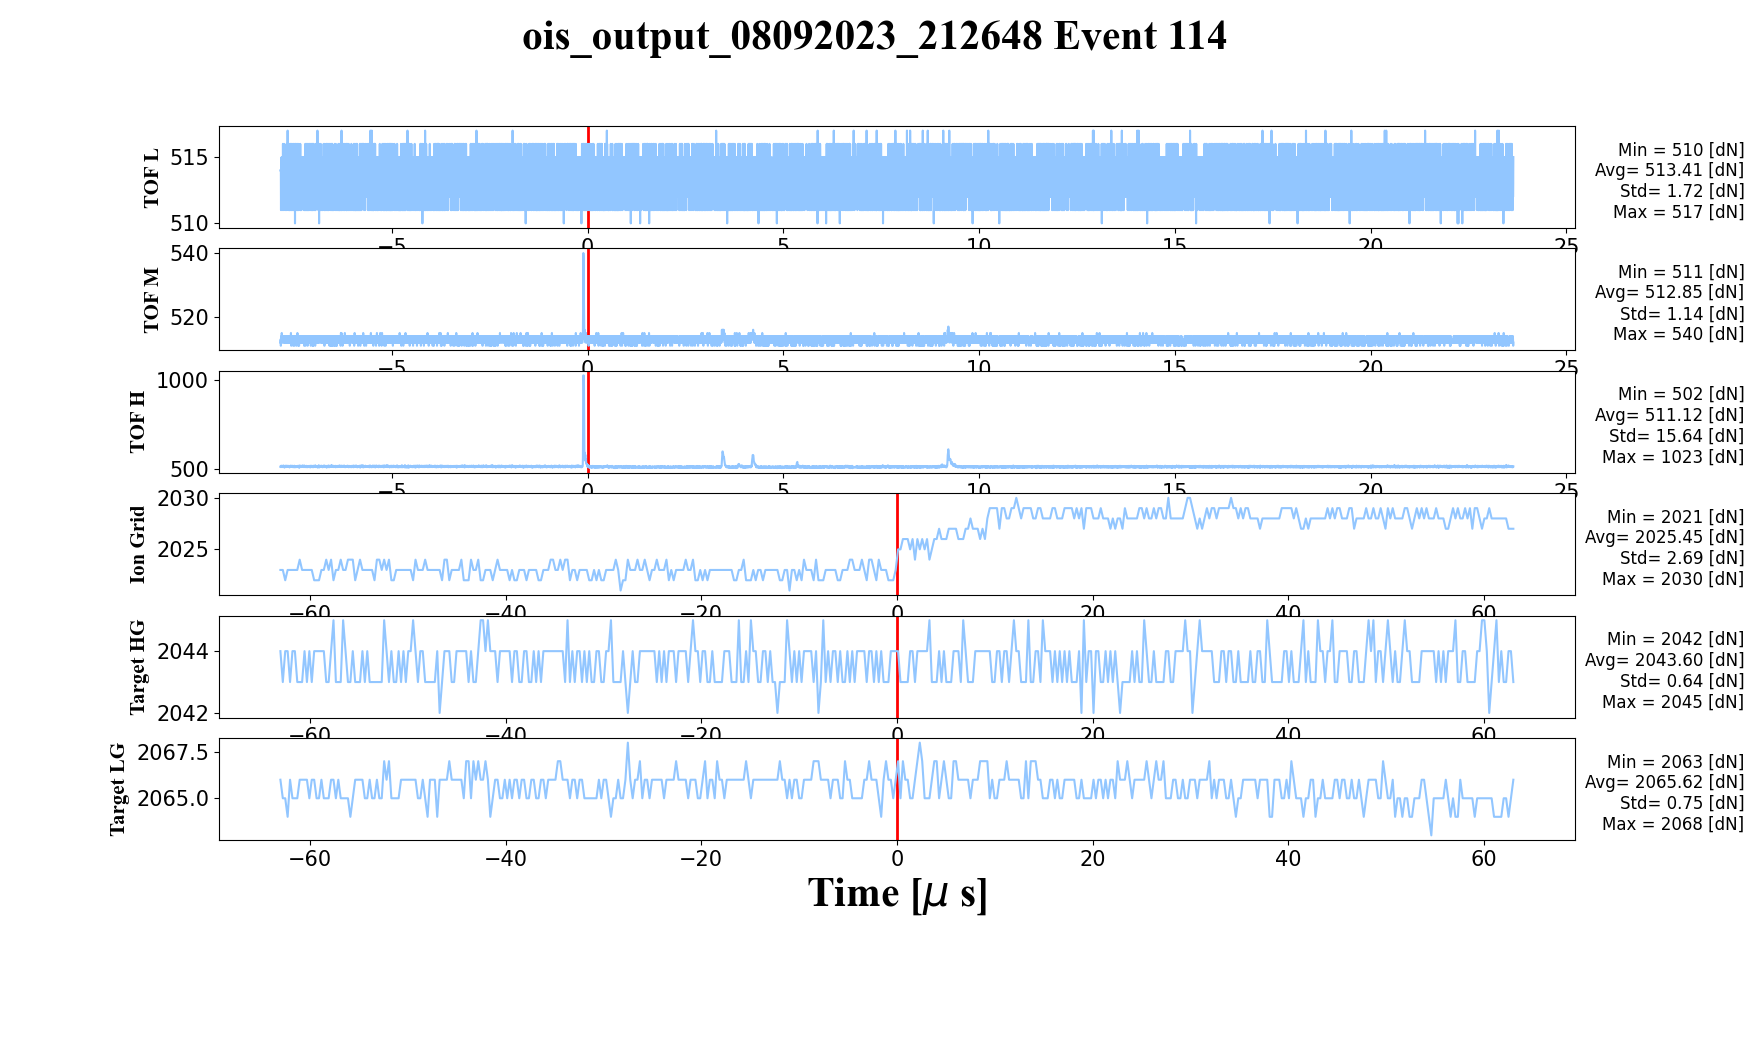 ois_output_08092023_212648 Event 114
TOF L
515
510
Min = 510 [dN]
Avg= 513.41 [dN]
Std= 1.72 [dN]
Max = 517 [dN]
−5 0 5 10 15 20 25
TOF M
540
520
Min = 511 [dN]
Avg= 512.85 [dN]
Std= 1.14 [dN]
Max = 540 [dN]
−5 0 5 10 15 20 25
TOF H
1000
500
Min = 502 [dN]
Avg= 511.12 [dN]
Std= 15.64 [dN]
Max = 1023 [dN]
−5 0 5 10 15 20 25
Ion Grid
2030
2025
Min = 2021 [dN]
Avg= 2025.45 [dN]
Std= 2.69 [dN]
Max = 2030 [dN]
−60 −40 −20 0 20 40 60
Target HG
2044
2042
Min = 2042 [dN]
Avg= 2043.60 [dN]
Std= 0.64 [dN]
Max = 2045 [dN]
−60 −40 −20 0 20 40 60
Target LG
2067.5
2065.0
Min = 2063 [dN]
Avg= 2065.62 [dN]
Std= 0.75 [dN]
Max = 2068 [dN]
−60 −40 −20 0 20 40 60
Time [μ s]